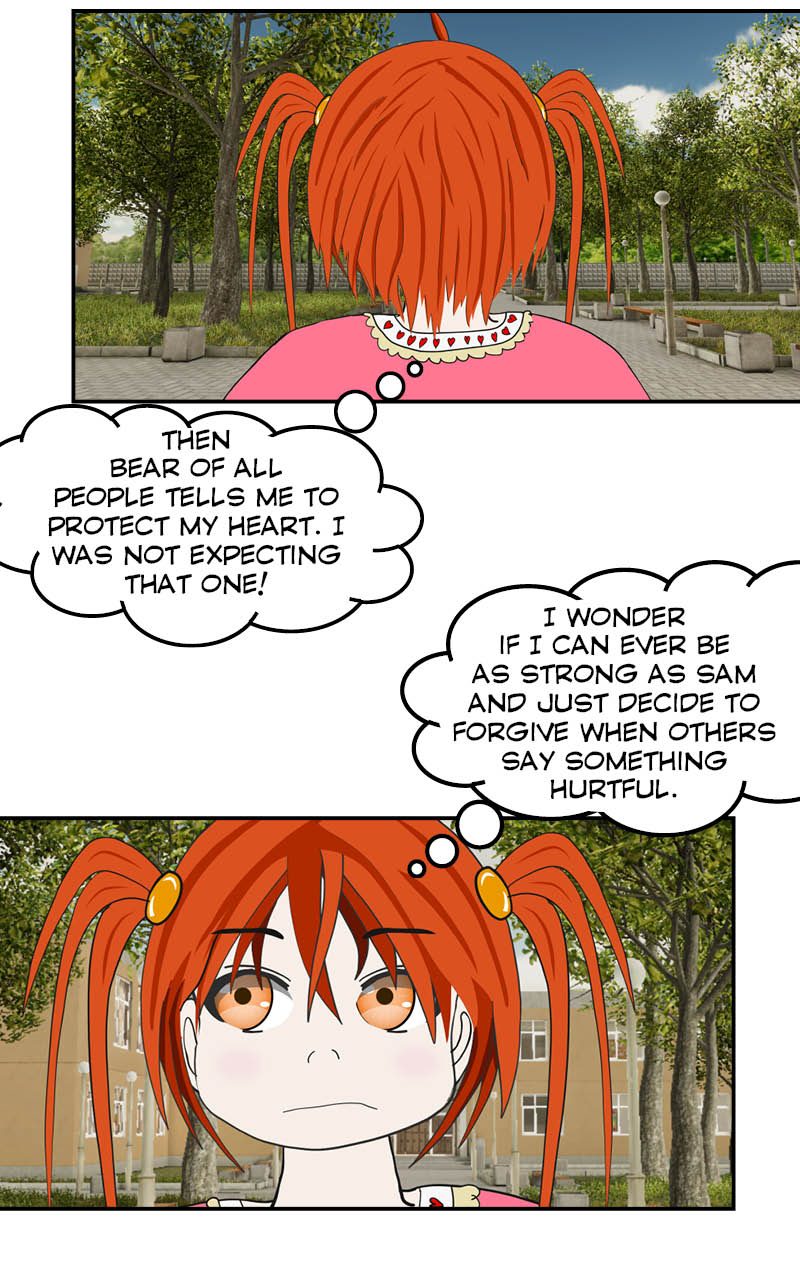 THEN
BEAR OF ALL
PEOPLE TELLS ME TO
PROTECT MY HEART. I
WAS NOT EXPECTING
THAT ONE!
I WONDER
IF I CAN EVER BE
AS STRONG AS SAM
AND JUST DECIDE TO
FORGIVE WHEN OTHERS
SAY SOMETHING
HURTFUL.